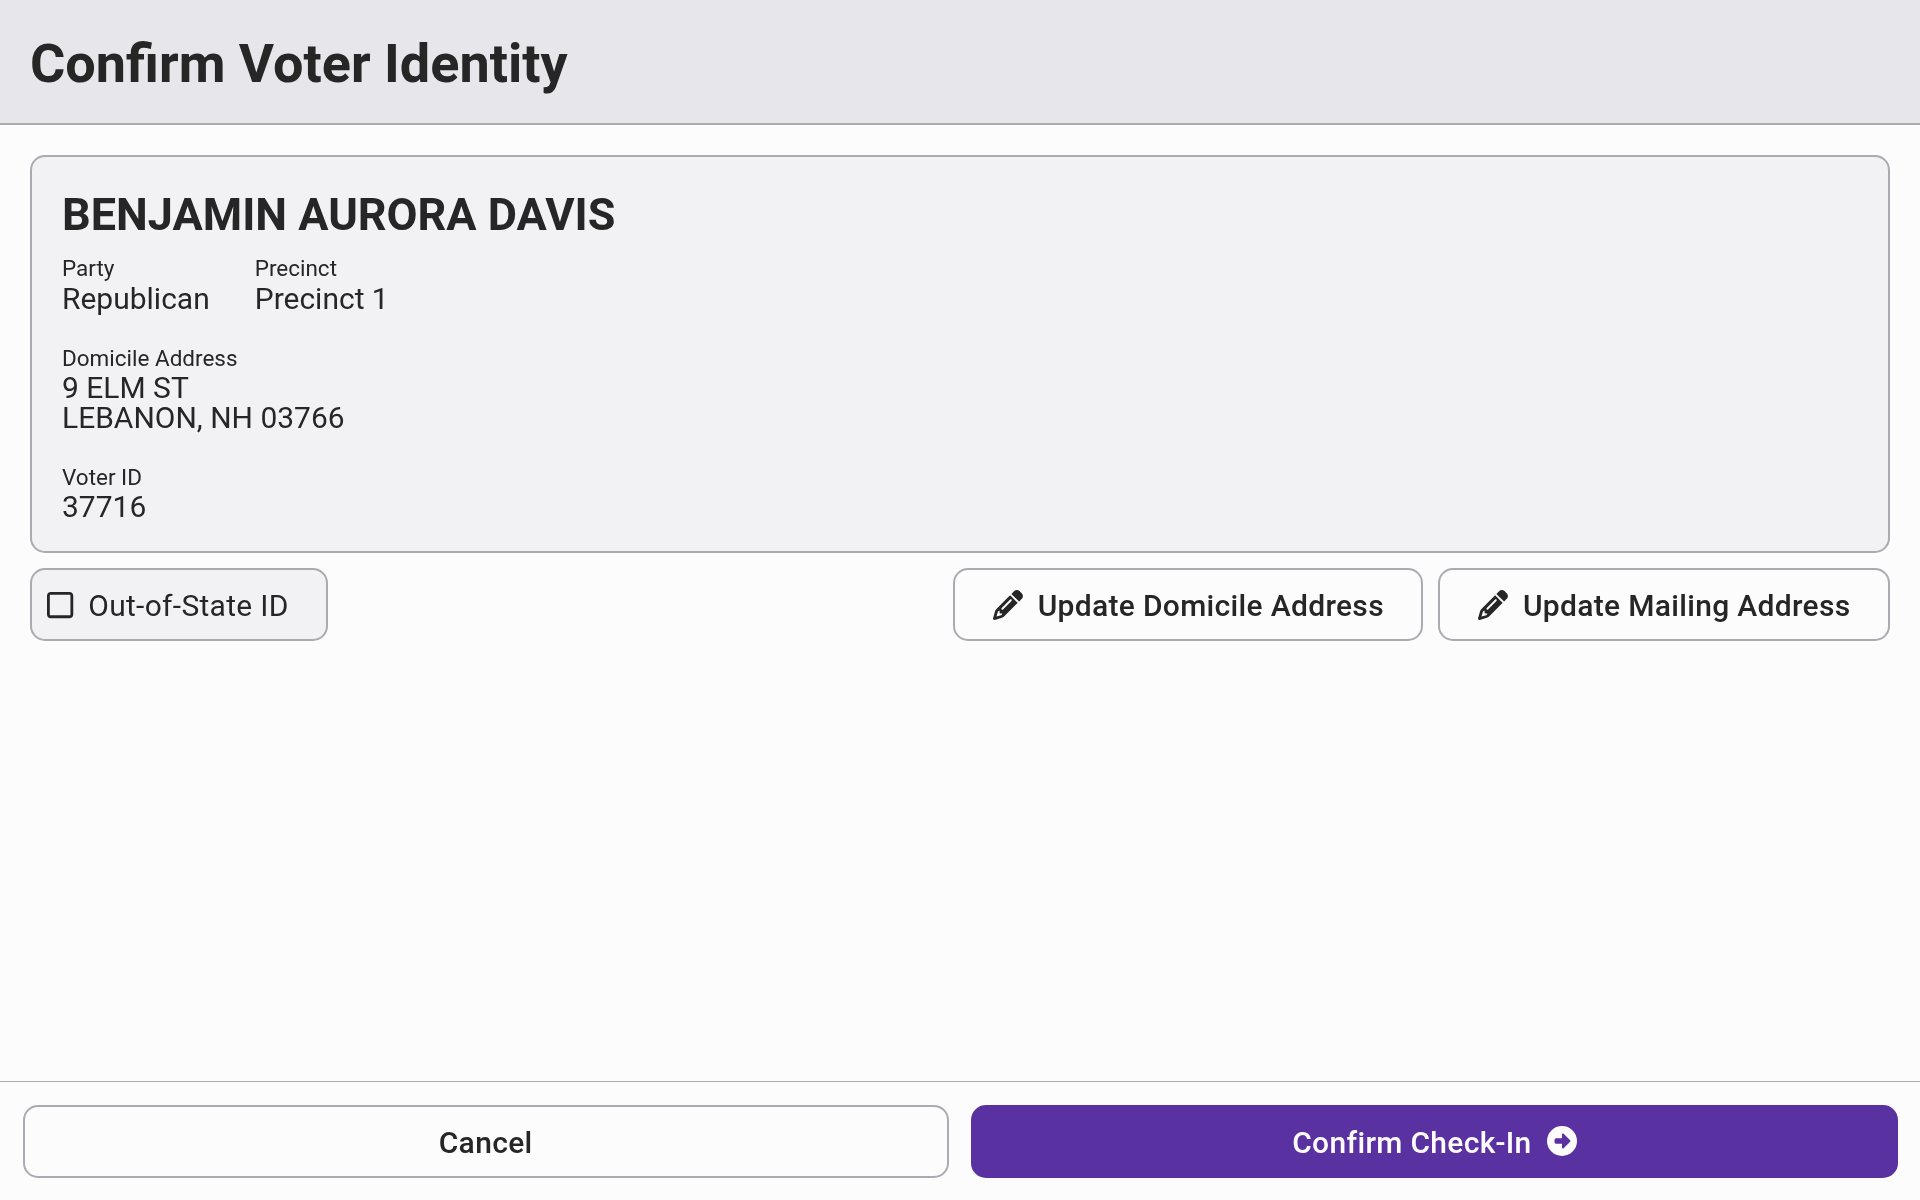 Confirm Voter Identity
BENJAMIN AURORA DAVIS
Party Precinct
Republican Precinct 1
Domicile Address
9 ELM ST
LEBANON, NH 03766
Voter ID
37716
Out-of-State ID Update Domicile Address Update Mailing Address
Cancel Confirm Check-In